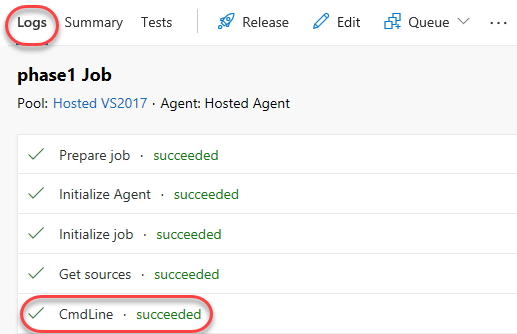 Logs Summary Tests Release Edit Queue ...
phase1 Job
Pool: Hosted VS2017 · Agent: Hosted Agent
Prepare job · succeeded
Initialize Agent · succeeded
Initialize job · succeeded
Get sources · succeeded
CmdLine · succeeded